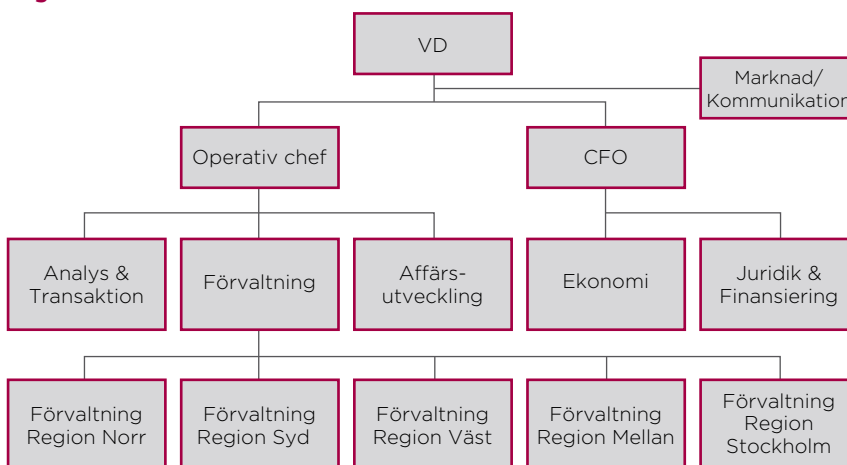 VD
Marknad/
Kommunikation
Operativ chef
CFO
Analys &
Transaktion
Förvaltning
Affärs-
utveckling
Ekonomi
Juridik &
Finansiering
Förvaltning
Region Norr
Förvaltning
Region Syd
Förvaltning
Region Väst
Förvaltning
Region Mellan
Förvaltning
Region
Stockholm